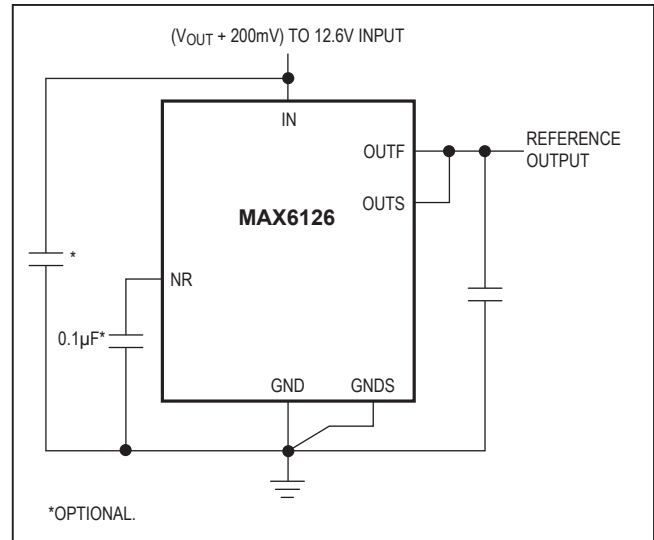 (VOUT + 200mV) TO 12.6V INPUT
IN
OUTF
REFERENCE
OUTPUT
OUTS
MAX6126
*
NR
0.1µF*
GND
GNDS
*OPTIONAL.